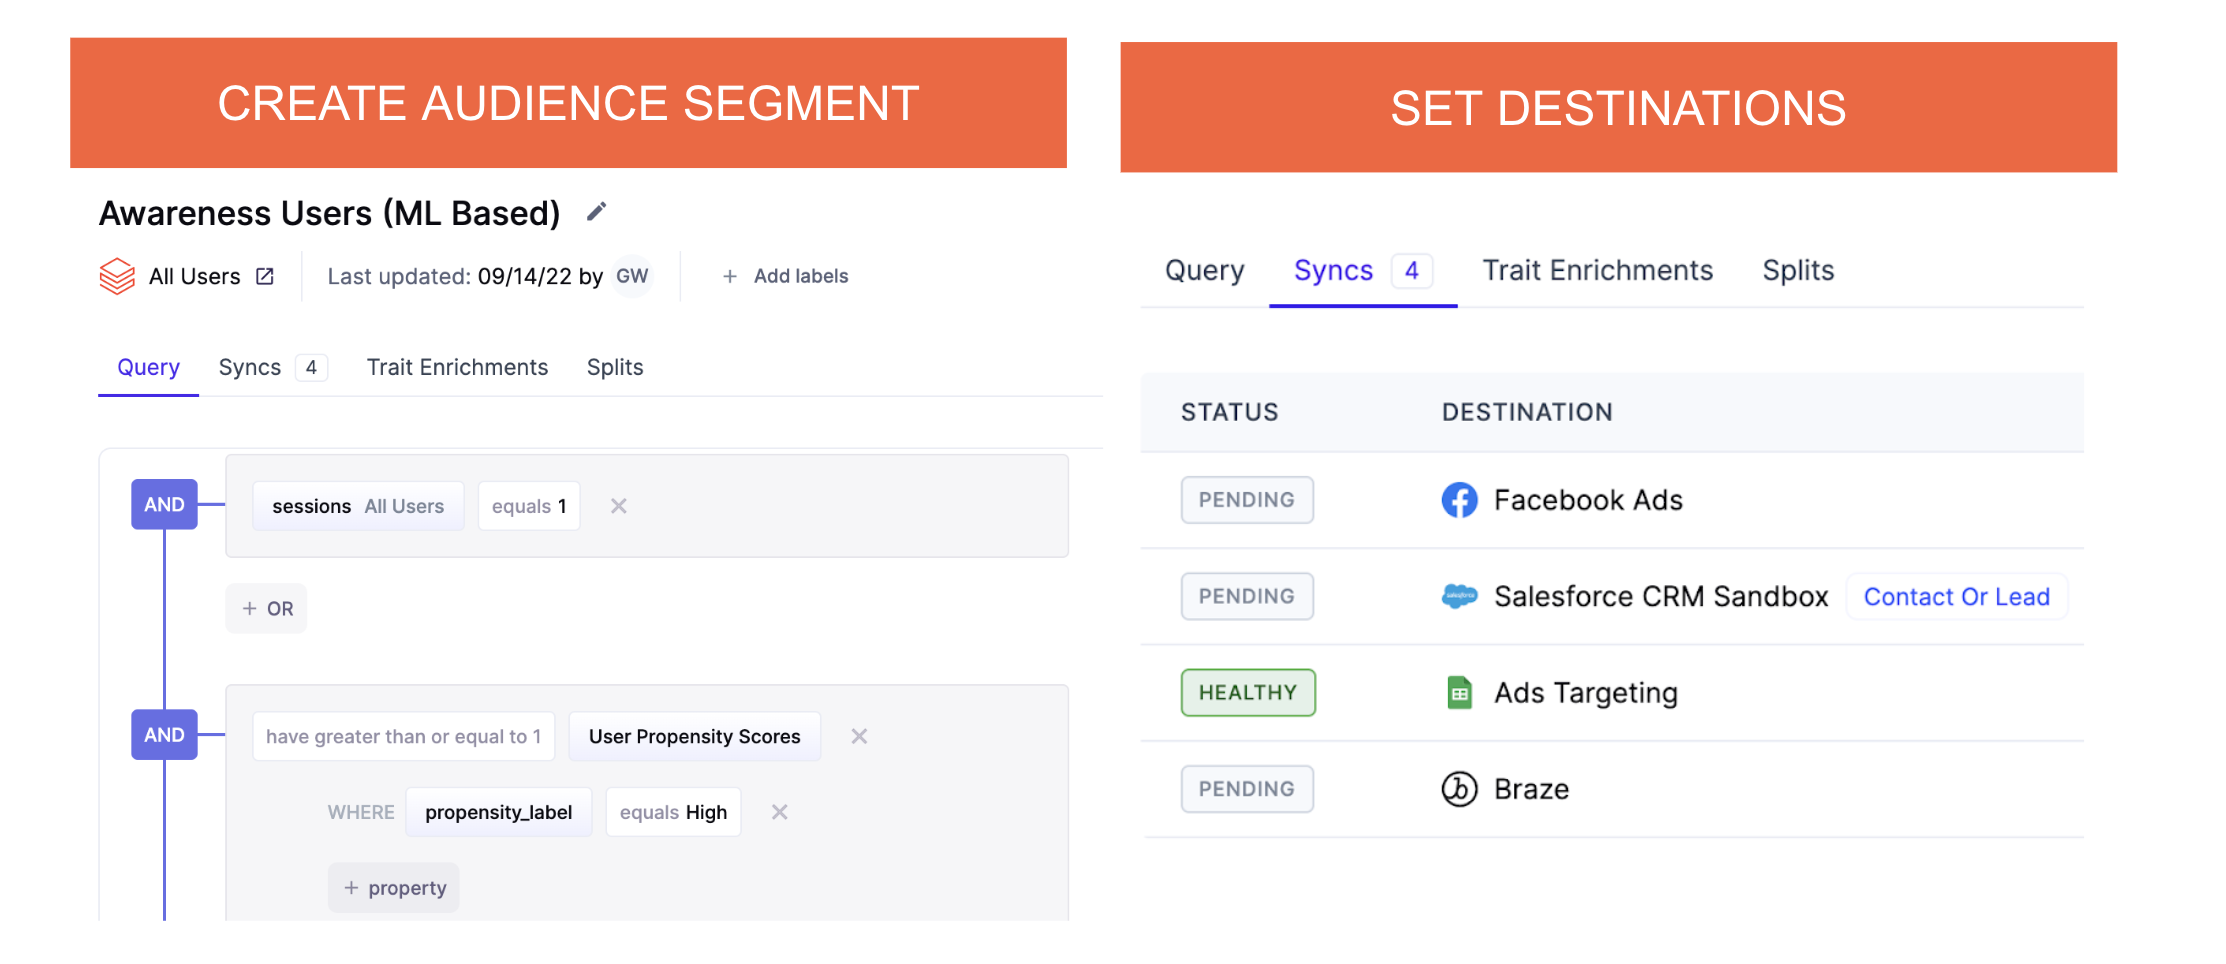 CREATE AUDIENCE SEGMENT
Awareness Users (ML Based)
All Users
Last updated: 09/14/22 by GW
+ Add labels
Query
Syncs 4
Trait Enrichments
Splits
AND
sessions All Users
equals 1
+ OR
AND
have greater than or equal to 1
User Propensity Scores
WHERE
propensity_label
equals High
+ property
SET DESTINATIONS
Query
Syncs 4
Trait Enrichments
Splits
STATUS
DESTINATION
PENDING
Facebook Ads
PENDING
salesforce
Salesforce CRM Sandbox
Contact Or Lead
HEALTHY
Ads Targeting
PENDING
Braze